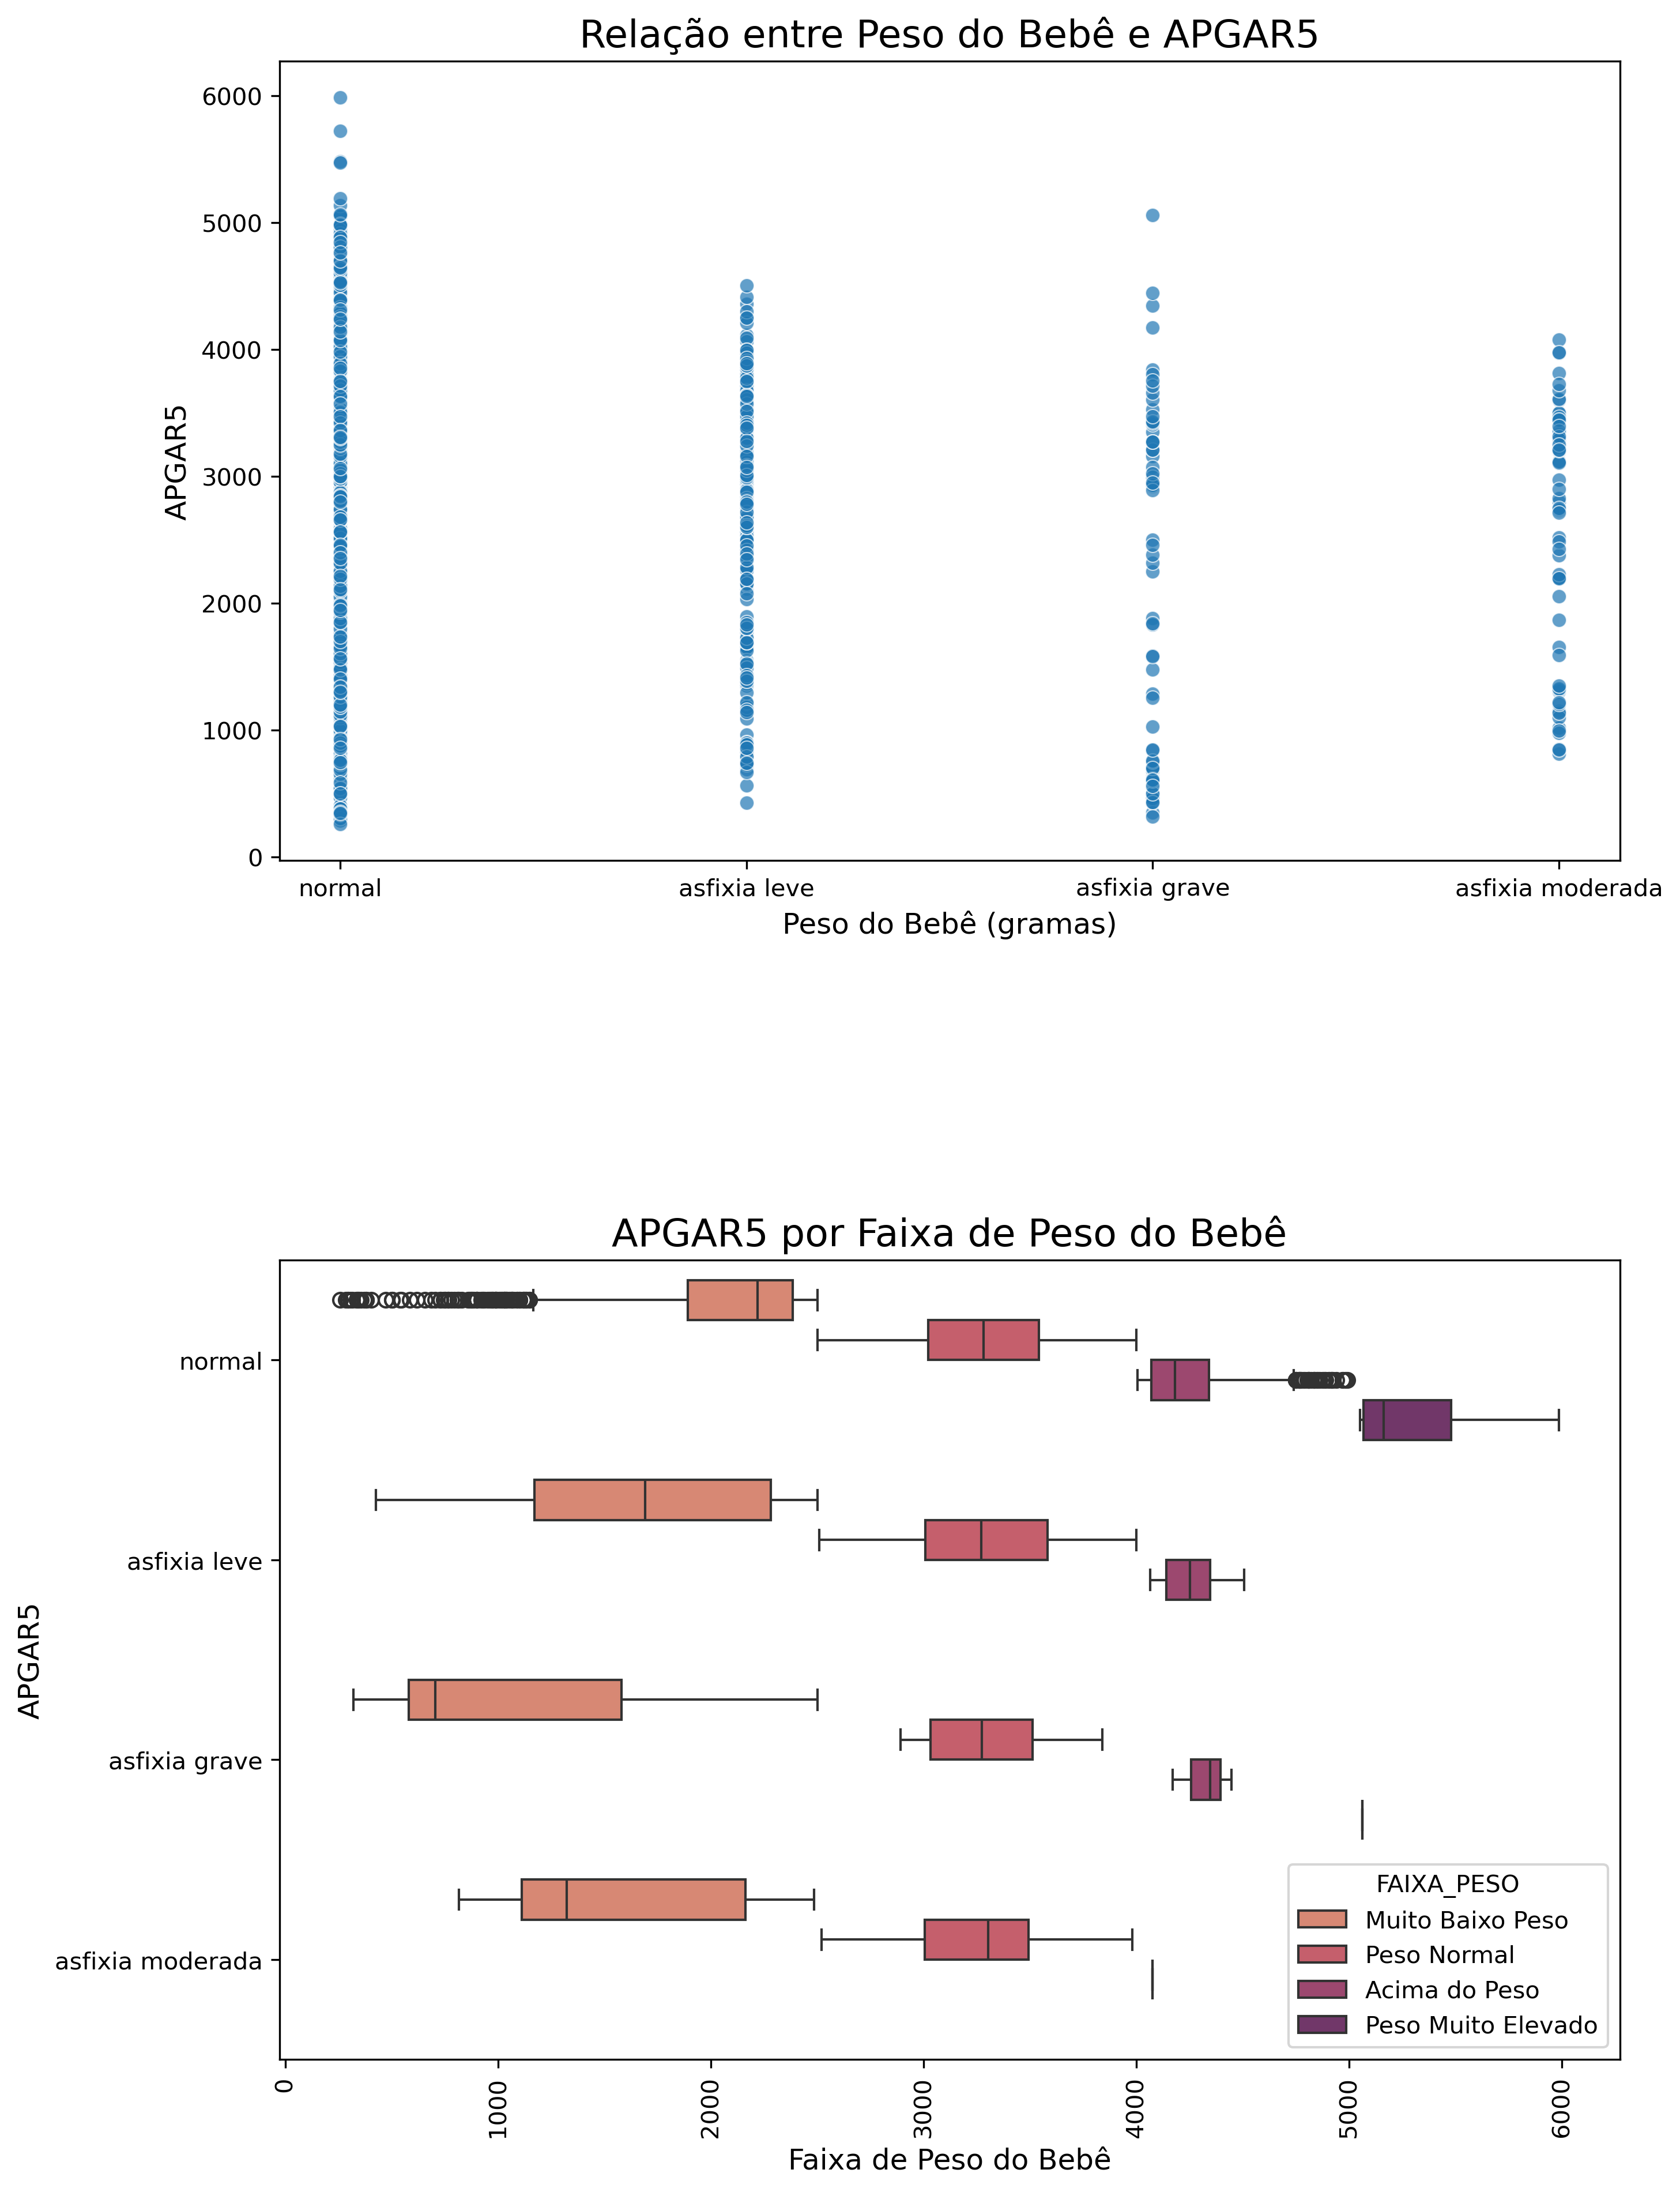 Relação entre Peso do Bebê e APGAR5
6000
5000
4000
3000
2000
1000
0
APGAR5
normal
asfixia leve
asfixia grave
asfixia moderada
Peso do Bebê (gramas)
APGAR5 por Faixa de Peso do Bebê
normal
asfixia leve
asfixia grave
asfixia moderada
APGAR5
FAIXA_PESO
Muito Baixo Peso
Peso Normal
Acima do Peso
Peso Muito Elevado
0
1000
2000
3000
4000
5000
6000
Faixa de Peso do Bebê